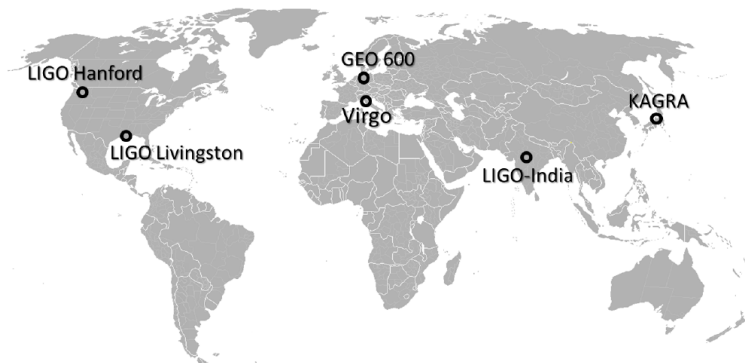 GEO 600
LIGO Hanford
KAGRA
Virgo
LIGO Livingston
LIGO-India